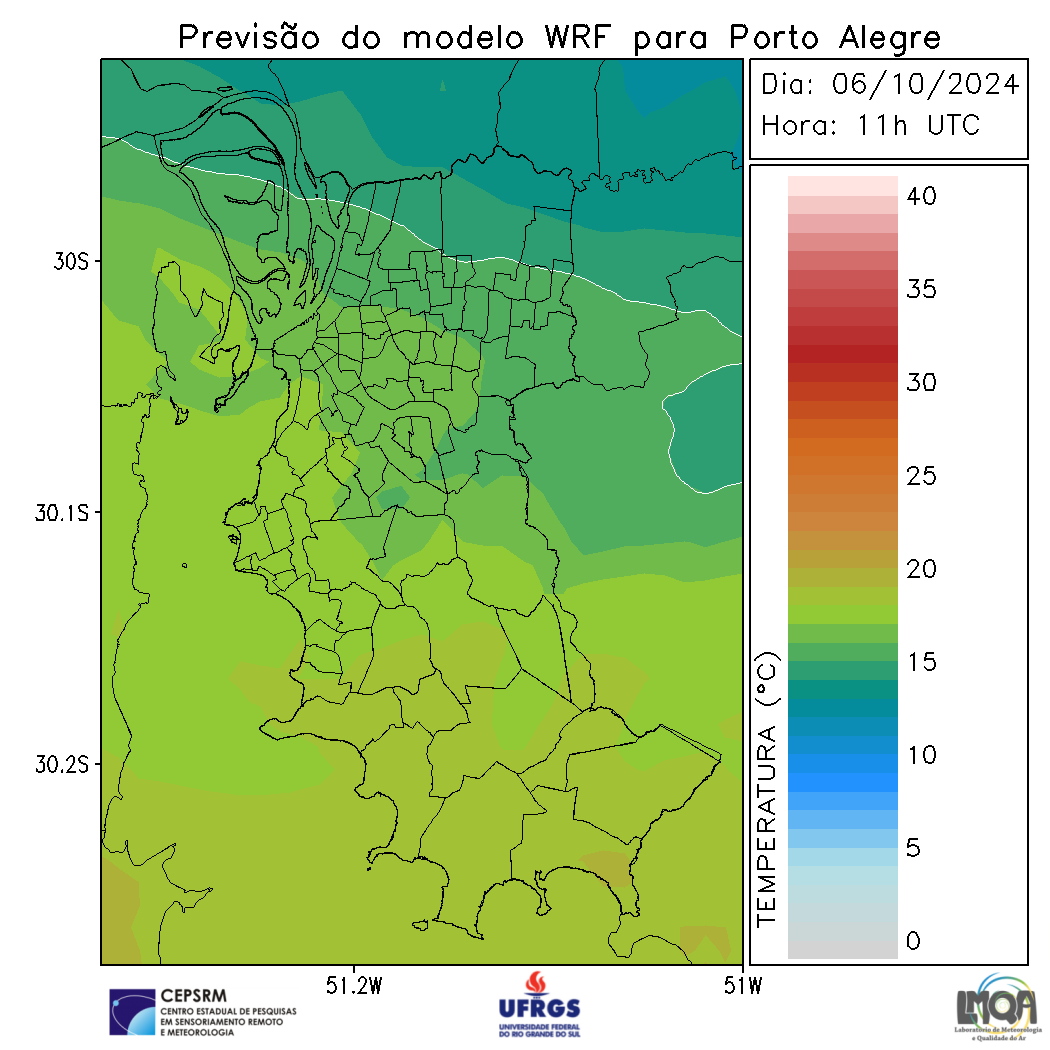 Previsão do modelo WRF para Porto Alegre
Dia: 06/10/2024
Hora: 11h UTC
40
35
30
25
20
15
10
5
0
TEMPERATURA (°C)
30S
30.1S
30.2S
51.2W
51W
CEPSRM
CENTRO ESTADUAL DE PESQUISAS
EM SENSORIAMENTO REMOTO
E METEOROLOGIA
UFRGS
UNIVERSIDADE FEDERAL
DO RIO GRANDE DO SUL
LMQA
Laboratório de Meteorologia
e Qualidade do Ar